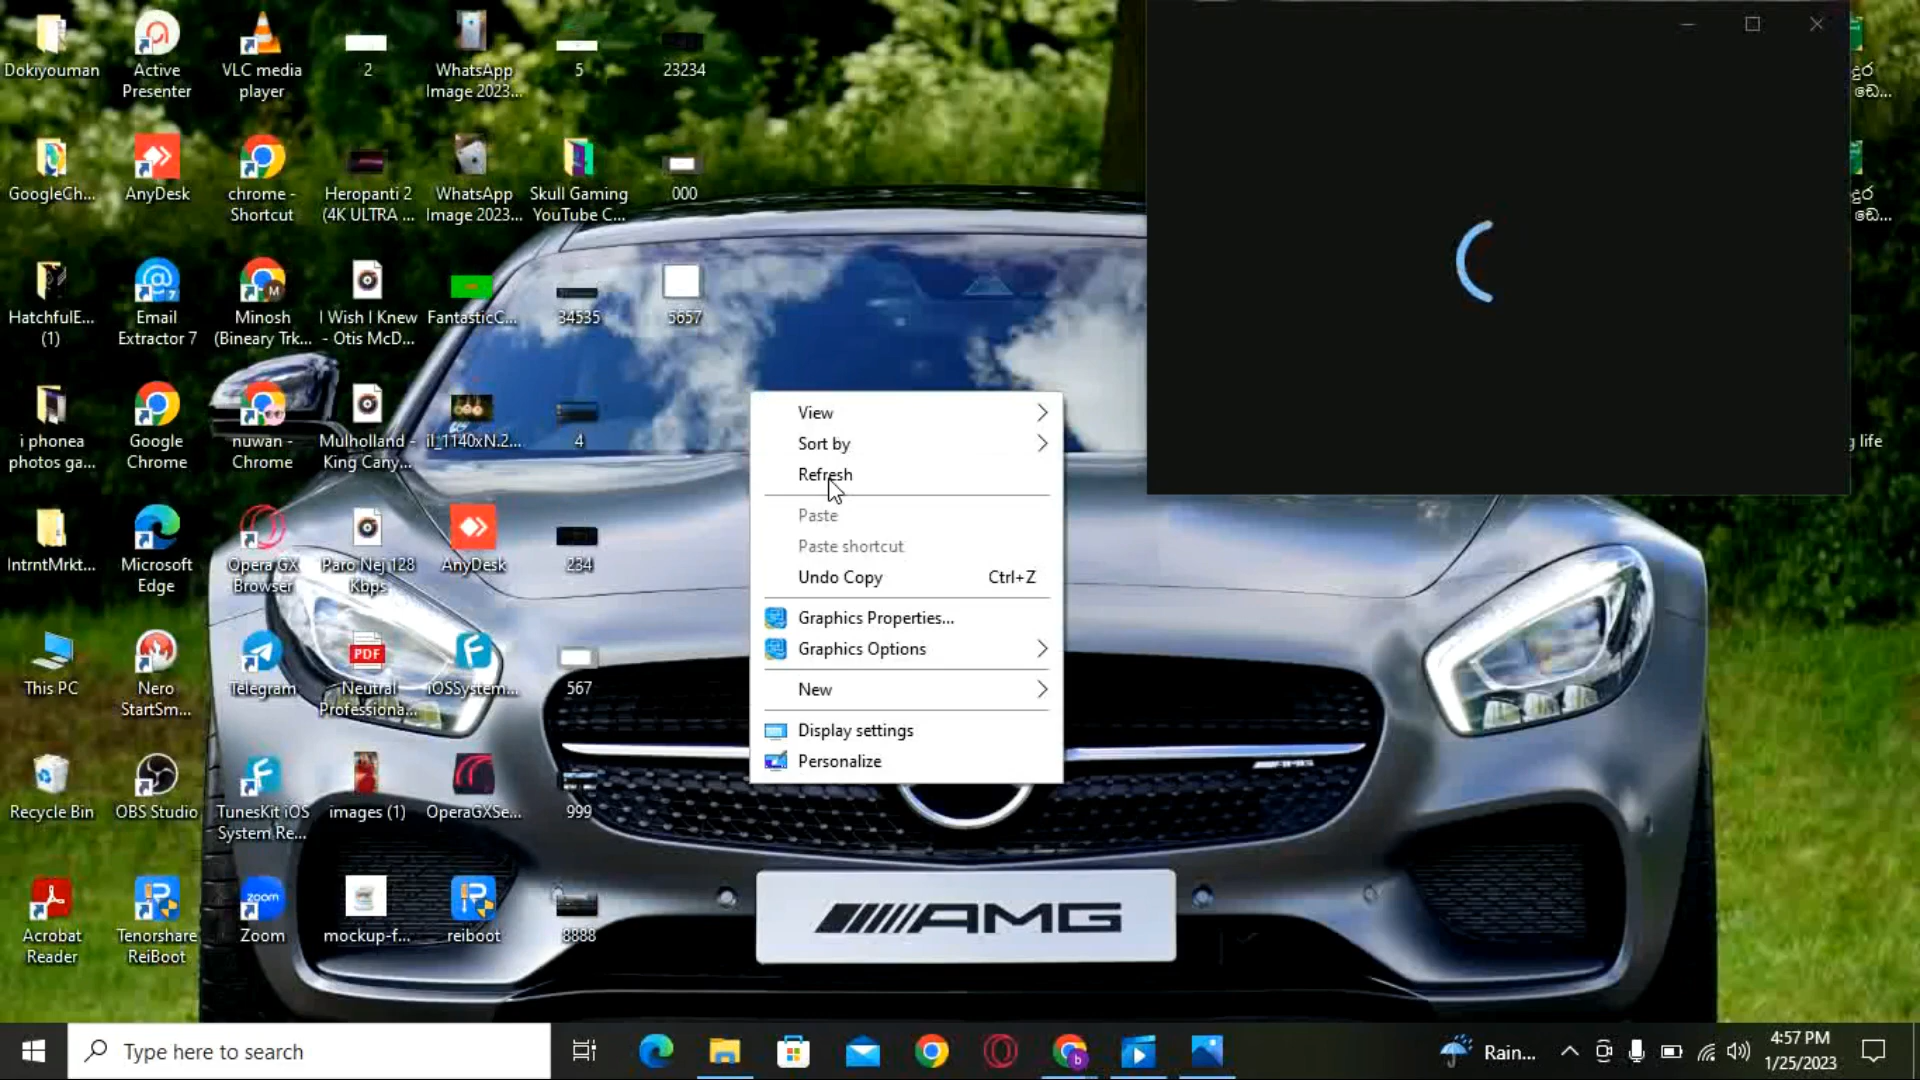 Dokiyouman
Active
Presenter
VLC media
player
2
WhatsApp
Image 2023...
5
23234
දුර
ඩේ...
GoogleCh...
AnyDesk
chrome -
Shortcut
Heropanti 2
(4K ULTRA ...
WhatsApp
Image 2023...
Skull Gaming
YouTube C...
000
දුර
ඩේ...
HatchfulE...
(1)
Email
Extractor 7
Minosh
(Bineary Trk...
I Wish I Knew
- Otis McD...
FantasticC...
34535
5657
i phonea
photos ga...
Google
Chrome
nuwan -
Chrome
Mulholland -
King Cany...
il_1140xN.2...
4
g life
IntrntMrkt...
Microsoft
Edge
Opera GX
Browser
Paro Nej 128
Kbps
AnyDesk
234
This PC
Nero
StartSm...
Telegram
PDF
Neutral
Professiona...
iOSSystem...
567
Recycle Bin
OBS Studio
TunesKit iOS
System Re...
images (1)
OperaGXSe...
999
Acrobat
Reader
Tenorshare
ReiBoot
zoom
Zoom
mockup-f...
reiboot
8888
View
Sort by
Refresh
Paste
Paste shortcut
Undo Copy Ctrl+Z
Graphics Properties...
Graphics Options
New
Display settings
Personalize
AMG
Type here to search
Rain...
4:57 PM
1/25/2023